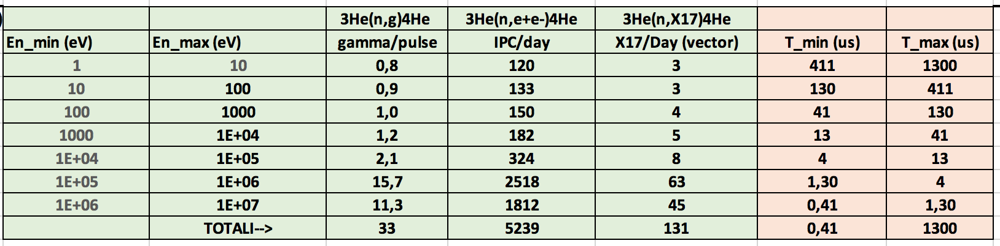 3He(n,g)4He 3He(n,e+e-)4He 3He(n,X17)4He
En_min (eV) En_max (eV) gamma/pulse IPC/day X17/Day (vector) T_min (us) T_max (us)
1 10 0,8 120 3 411 1300
10 100 0,9 133 3 130 411
100 1000 1,0 150 4 41 130
1000 1E+04 1,2 182 5 13 41
1E+04 1E+05 2,1 324 8 4 13
1E+05 1E+06 15,7 2518 63 1,30 4
1E+06 1E+07 11,3 1812 45 0,41 1,30
TOTALI--> 33 5239 131 0,41 1300